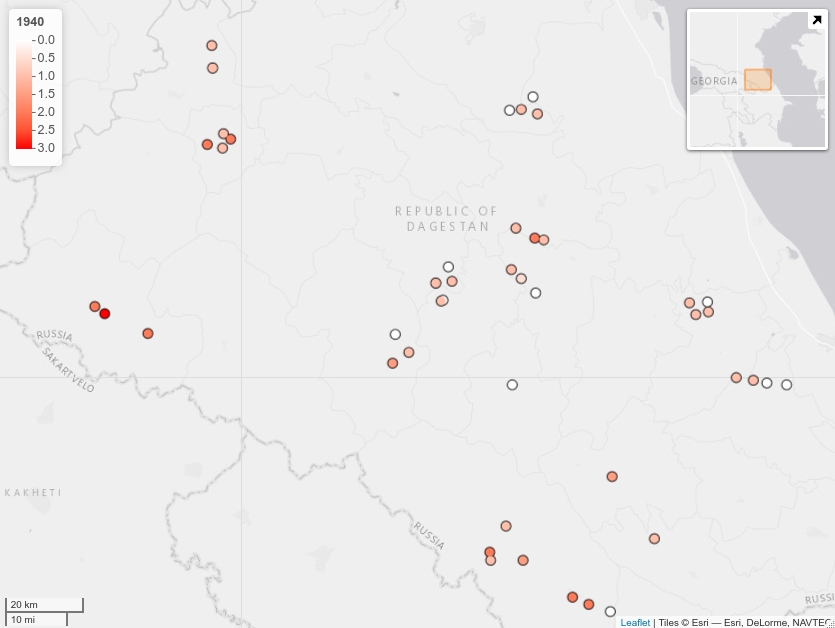 1940
0.0
0.5
1.0
1.5
2.0
2.5
3.0
GEORGIA
REPUBLIC OF
DAGESTAN
RUSSIA
SAKARTVELO
KAKHETI
RUSSIA
RUSSI
20 km
10 mi
Leaflet | Tiles © Esri — Esri, DeLorme, NAVTEQ